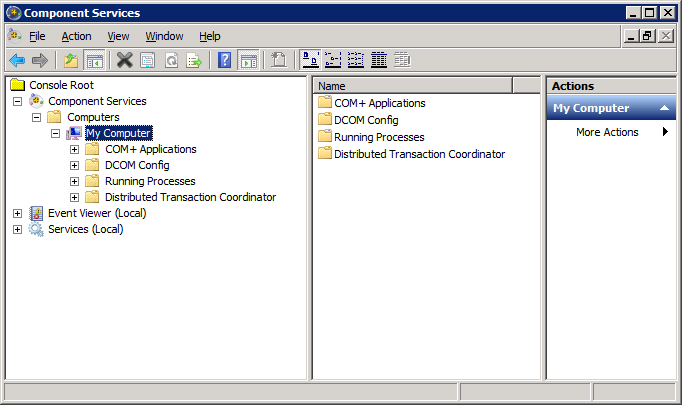 Component Services
File Action View Window Help
Console Root
Component Services
Computers
My Computer
COM+ Applications
DCOM Config
Running Processes
Distributed Transaction Coordinator
Event Viewer (Local)
Services (Local)
Name
COM+ Applications
DCOM Config
Running Processes
Distributed Transaction Coordinator
Actions
My Computer
More Actions